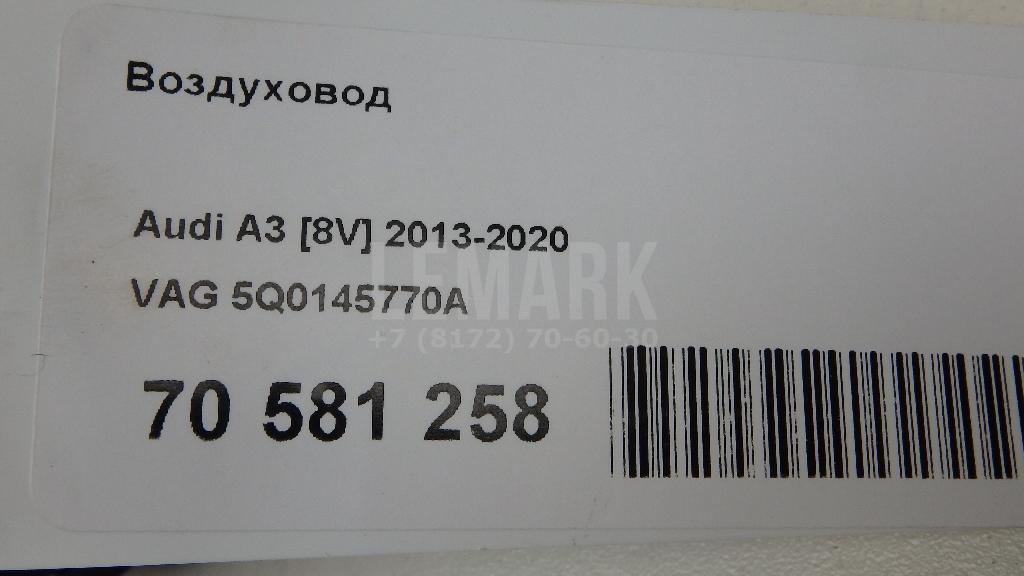 Воздуховод
Audi A3 [8V] 2013-2020
LEMARK
VAG 5Q0145770A
+7 (8172) 70-60-30
70 581 258